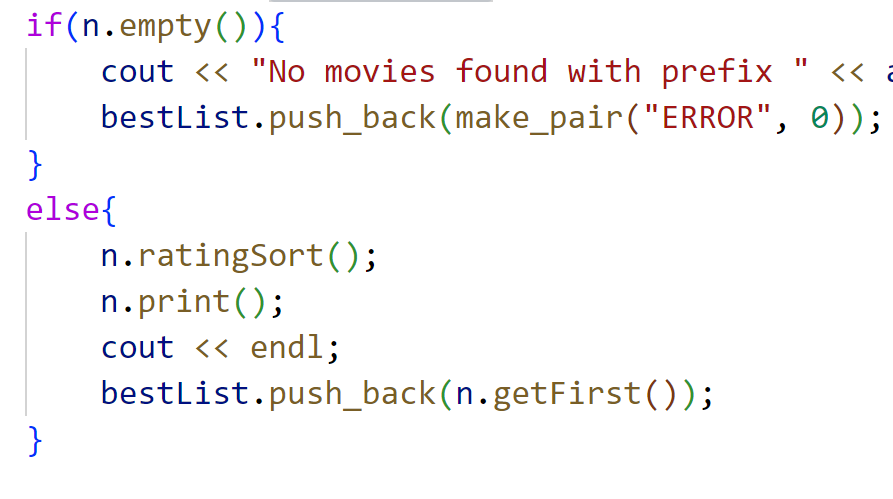 if(n.empty()){
    cout << "No movies found with prefix " <<
    bestList.push_back(make_pair("ERROR", 0));
}
else{
    n.ratingSort();
    n.print();
    cout << endl;
    bestList.push_back(n.getFirst());
}